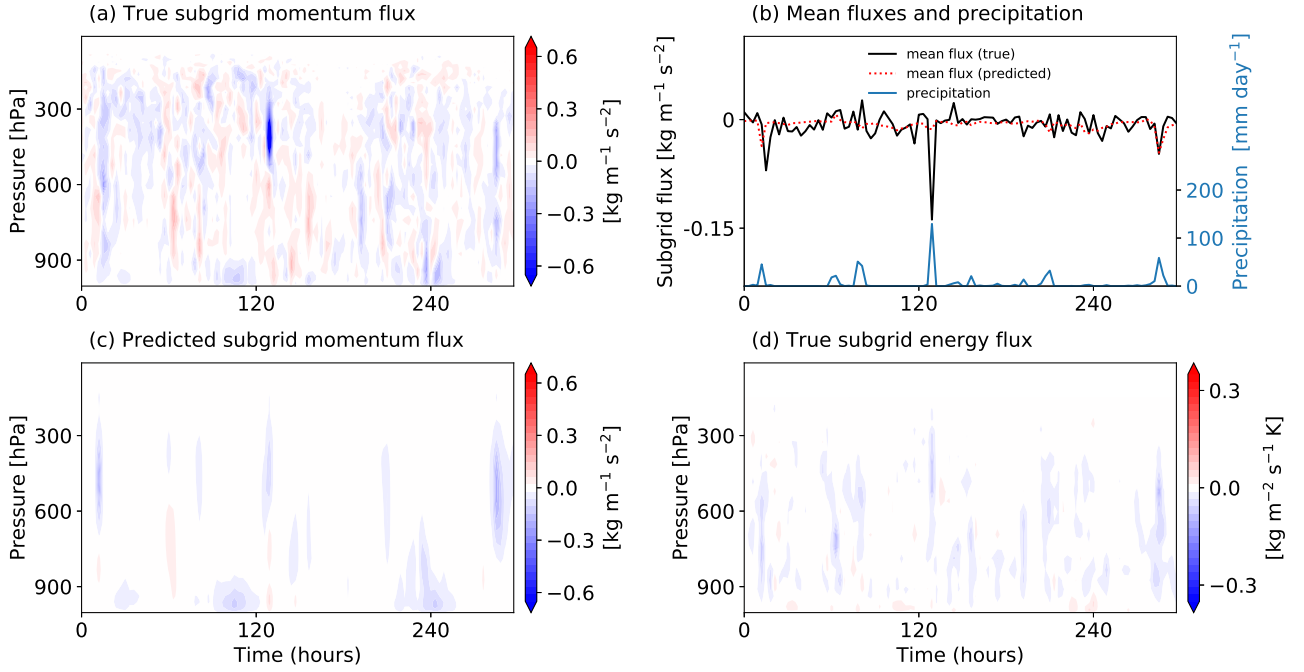 (a) True subgrid momentum flux
Pressure [hPa]
300
600
900
0
120
240
0.6
0.3
0.0
−0.3
−0.6
[kg m⁻¹ s⁻²]
(b) Mean fluxes and precipitation
Subgrid flux [kg m⁻¹ s⁻²]
0
-0.15
mean flux (true)
mean flux (predicted)
precipitation
0
120
240
200
100
0
Precipitation [mm day⁻¹]
(c) Predicted subgrid momentum flux
Pressure [hPa]
300
600
900
0
120
240
Time (hours)
0.6
0.3
0.0
−0.3
−0.6
[kg m⁻¹ s⁻²]
(d) True subgrid energy flux
Pressure [hPa]
300
600
900
0
120
240
Time (hours)
0.3
0.0
−0.3
[kg m⁻² s⁻¹ K]